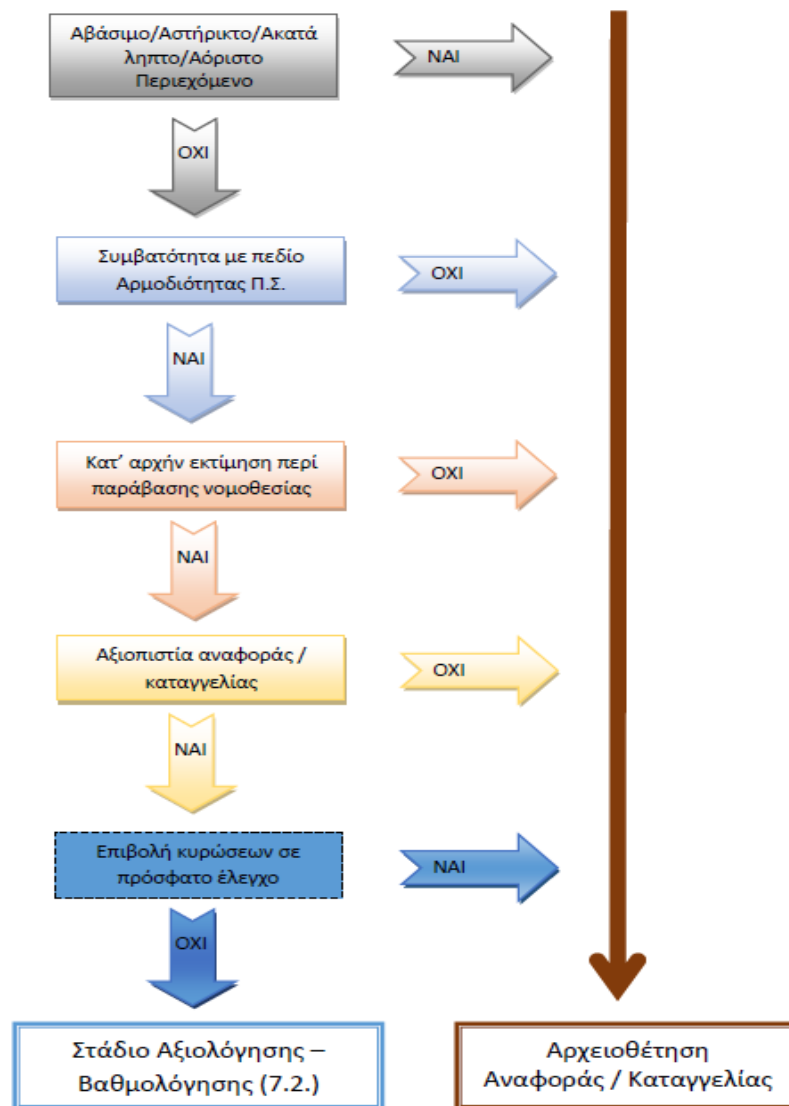 Αβάσιμο/Αστήρικτο/Ακατά
ληπτο/Αόριστο
Περιεχόμενο
ΝΑΙ
ΟΧΙ
Συμβατότητα με πεδίο
Αρμοδιότητας Π.Σ.
ΟΧΙ
ΝΑΙ
Κατ’ αρχήν εκτίμηση περί
παράβασης νομοθεσίας
ΟΧΙ
ΝΑΙ
Αξιοπιστία αναφοράς /
καταγγελίας
ΟΧΙ
ΝΑΙ
Επιβολή κυρώσεων σε
πρόσφατο έλεγχο
ΝΑΙ
ΟΧΙ
Στάδιο Αξιολόγησης –
Βαθμολόγησης (7.2.)
Αρχειοθέτηση
Αναφοράς / Καταγγελίας